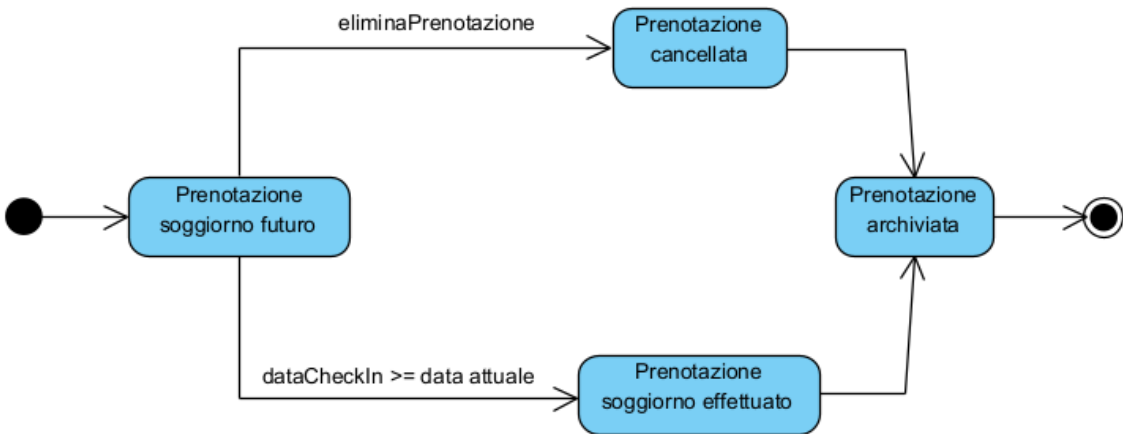 eliminaPrenotazione
Prenotazione
cancellata
Prenotazione
soggiorno futuro
Prenotazione
archiviata
dataCheckIn >= data attuale
Prenotazione
soggiorno effettuato